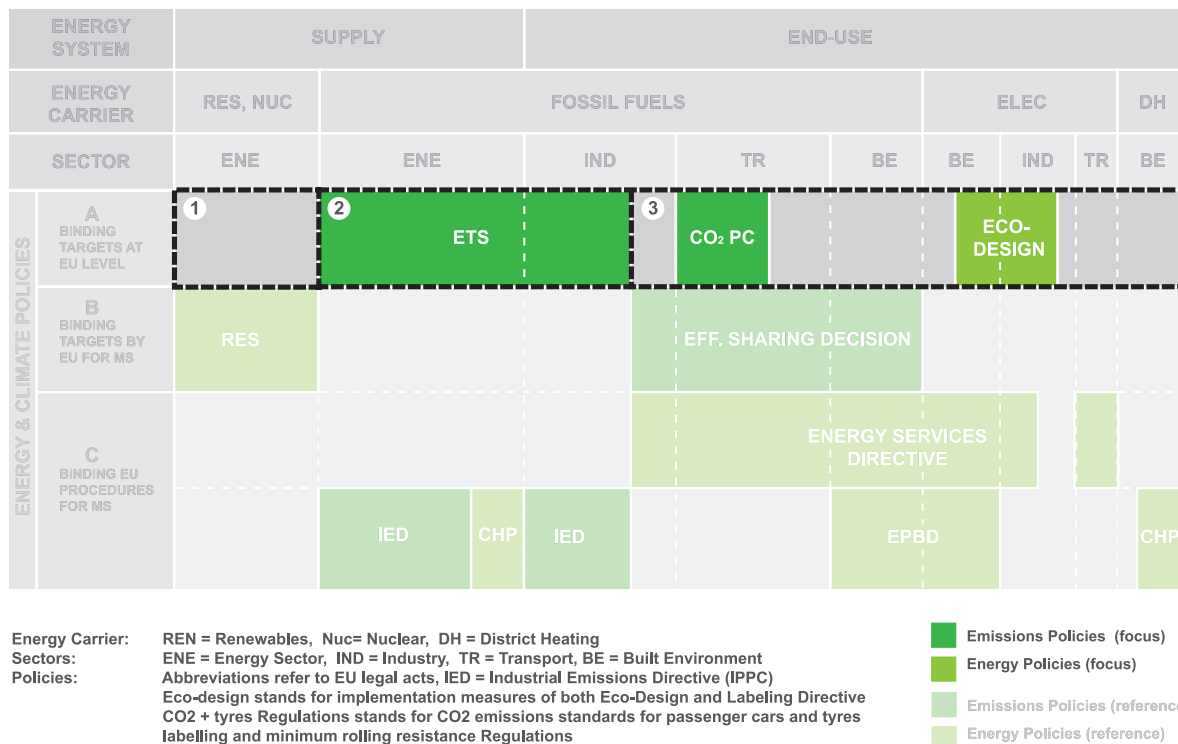 ENERGY
SYSTEM
SUPPLY
END-USE
ENERGY
CARRIER
RES, NUC
FOSSIL FUELS
ELEC
DH
SECTOR
ENE
ENE
IND
TR
BE
BE
IND
TR
BE
ENERGY & CLIMATE POLICIES
A
BINDING
TARGETS AT
EU LEVEL
1
2
ETS
3
CO₂ PC
ECO-
DESIGN
B
BINDING
TARGETS BY
EU FOR MS
RES
EFF. SHARING DECISION
C
BINDING EU
PROCEDURES
FOR MS
ENERGY SERVICES
DIRECTIVE
IED
CHP
IED
EPBD
CHP
Energy Carrier: REN = Renewables, Nuc= Nuclear, DH = District Heating
Sectors: ENE = Energy Sector, IND = Industry, TR = Transport, BE = Built Environment
Policies: Abbreviations refer to EU legal acts, IED = Industrial Emissions Directive (IPPC)
Eco-design stands for implementation measures of both Eco-Design and Labeling Directive
CO2 + tyres Regulations stands for CO2 emissions standards for passenger cars and tyres
labelling and minimum rolling resistance Regulations
Emissions Policies (focus)
Energy Policies (focus)
Emissions Policies (reference
Energy Policies (reference)